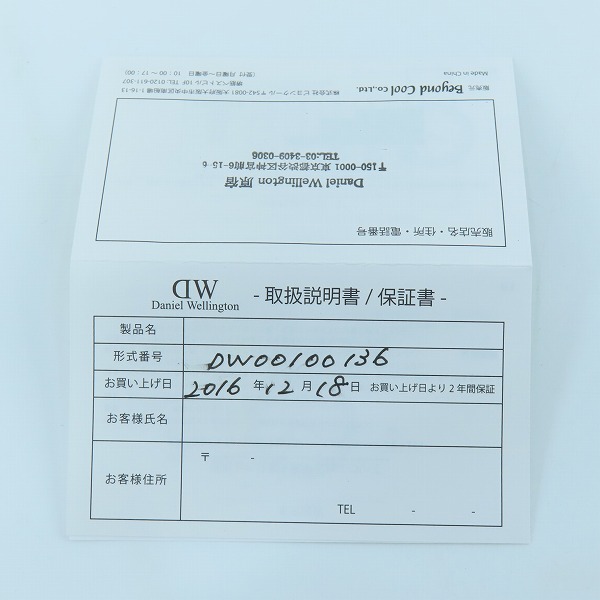 販売店名・住所・電話番号
Daniel Wellington 原宿
〒150-0001 東京都渋谷区神宮前6-15-6
TEL:03-3409-0306
販売元 Beyond Cool co.,Ltd. 株式会社 ビヨンクール 〒542-0081 大阪府大阪市中央区南船場1-16-13
堺筋ベストビル 10F TEL 0120-611-307
Made in China (受付 月曜日~金曜日 10:00~17:00)
DW
Daniel Wellington
- 取扱説明書 / 保証書 -
製品名
形式番号 DW00100136
お買い上げ日 2016 年 12 月 18 日 お買い上げ日より2年間保証
お客様氏名
お客様住所 〒 -
TEL - -